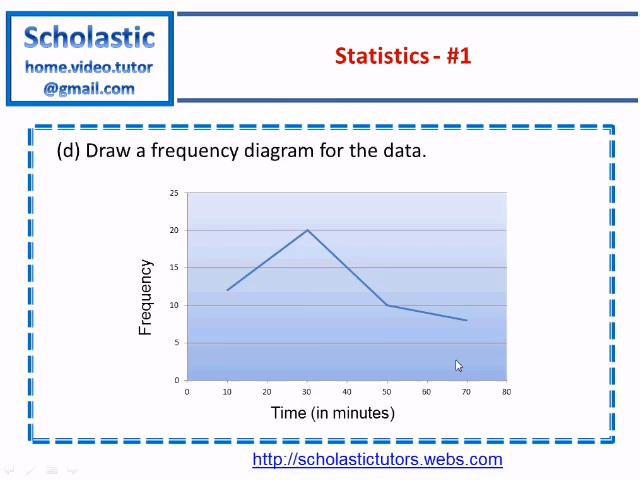 Scholastic
home.video.tutor
@gmail.com
Statistics - #1
(d) Draw a frequency diagram for the data.
25
20
15
10
5
0
Frequency
0 10 20 30 40 50 60 70 80
Time (in minutes)
http://scholastictutors.webs.com